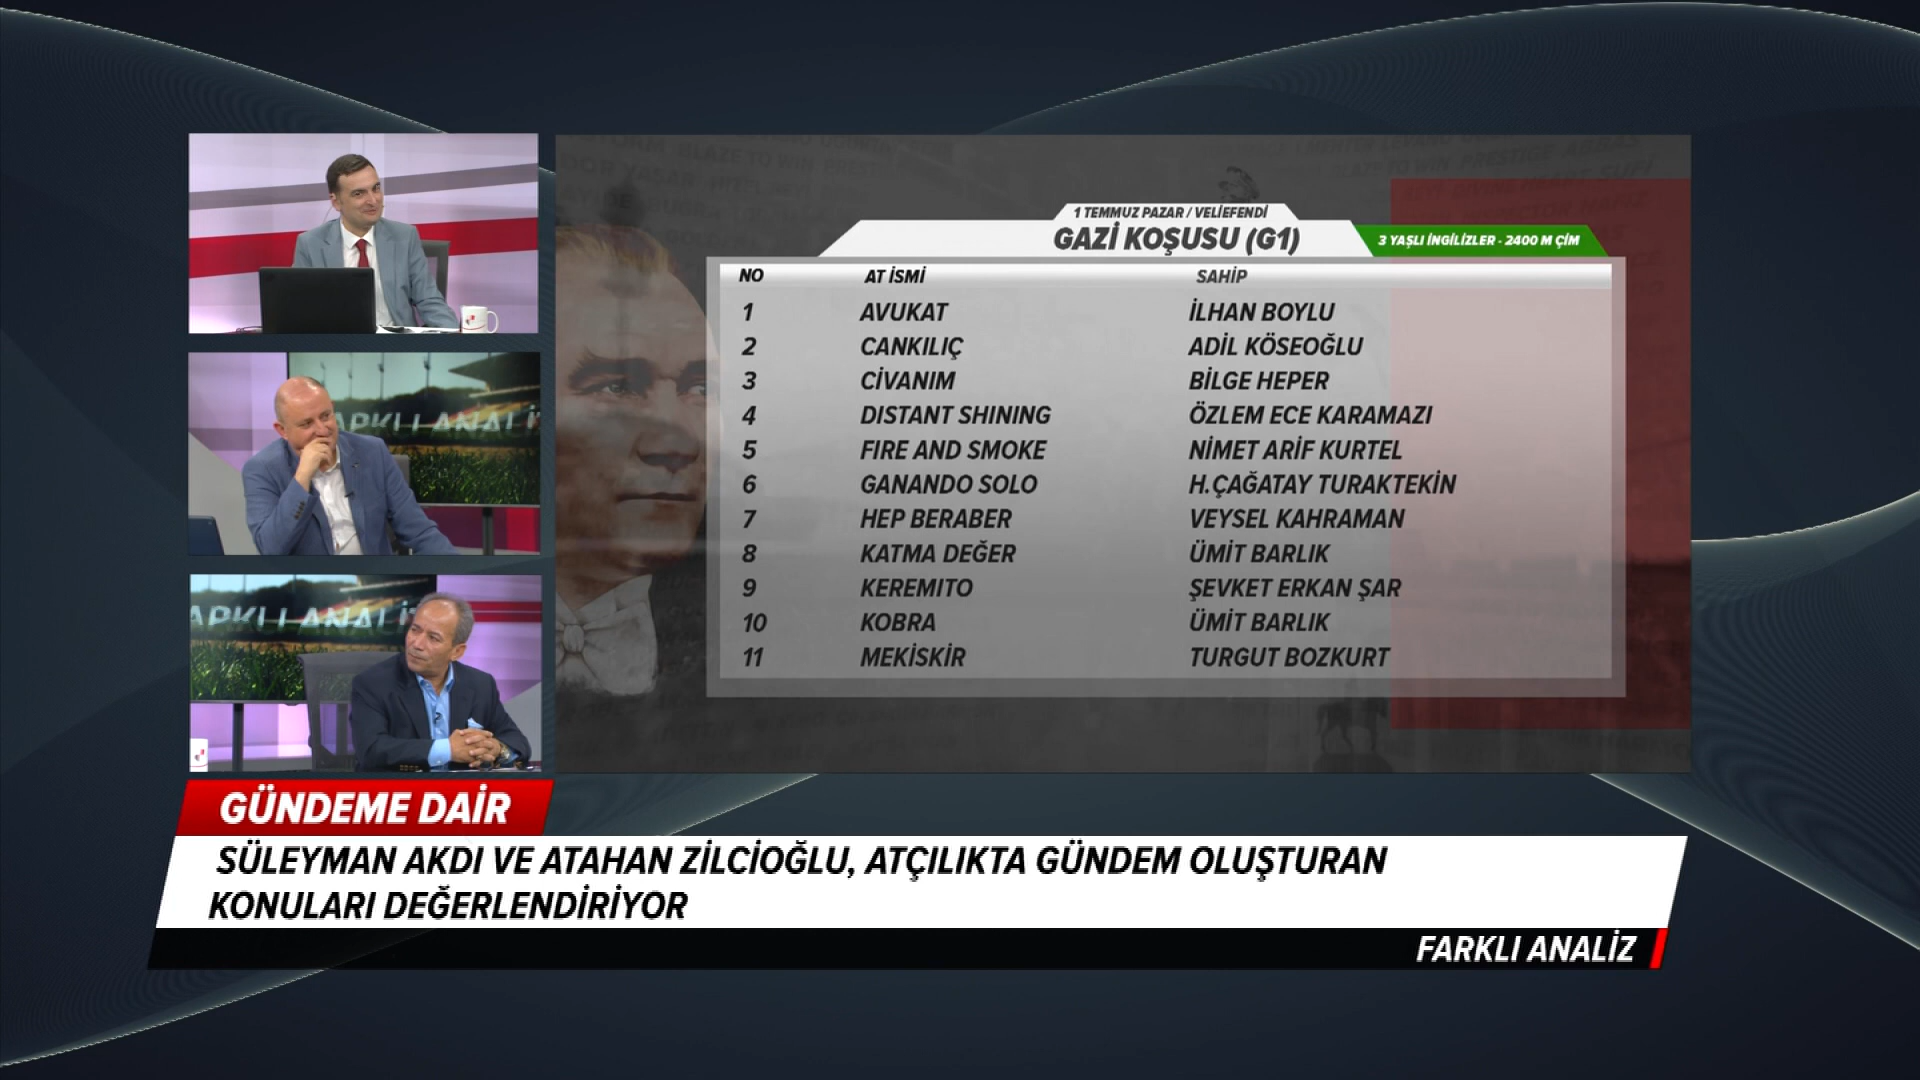 1 TEMMUZ PAZAR / VELİEFENDİ
GAZİ KOŞUSU (G1)
3 YAŞLI İNGİLİZLER - 2400 M ÇİM
NO AT İSMİ SAHİP
1 AVUKAT İLHAN BOYLU
2 CANKILIÇ ADİL KÖSEOĞLU
3 CİVANIM BİLGE HEPER
4 DISTANT SHINING ÖZLEM ECE KARAMAZI
5 FIRE AND SMOKE NİMET ARİF KURTEL
6 GANANDO SOLO H.ÇAĞATAY TURAKTEKİN
7 HEP BERABER VEYSEL KAHRAMAN
8 KATMA DEĞER ÜMİT BARLIK
9 KEREMITO ŞEVKET ERKAN ŞAR
10 KOBRA ÜMİT BARLIK
11 MEKİSKİR TURGUT BOZKURT
GÜNDEME DAİR
SÜLEYMAN AKDI VE ATAHAN ZİLCİOĞLU, ATÇILIKTA GÜNDEM OLUŞTURAN
KONULARI DEĞERLENDİRİYOR
FARKLI ANALİZ